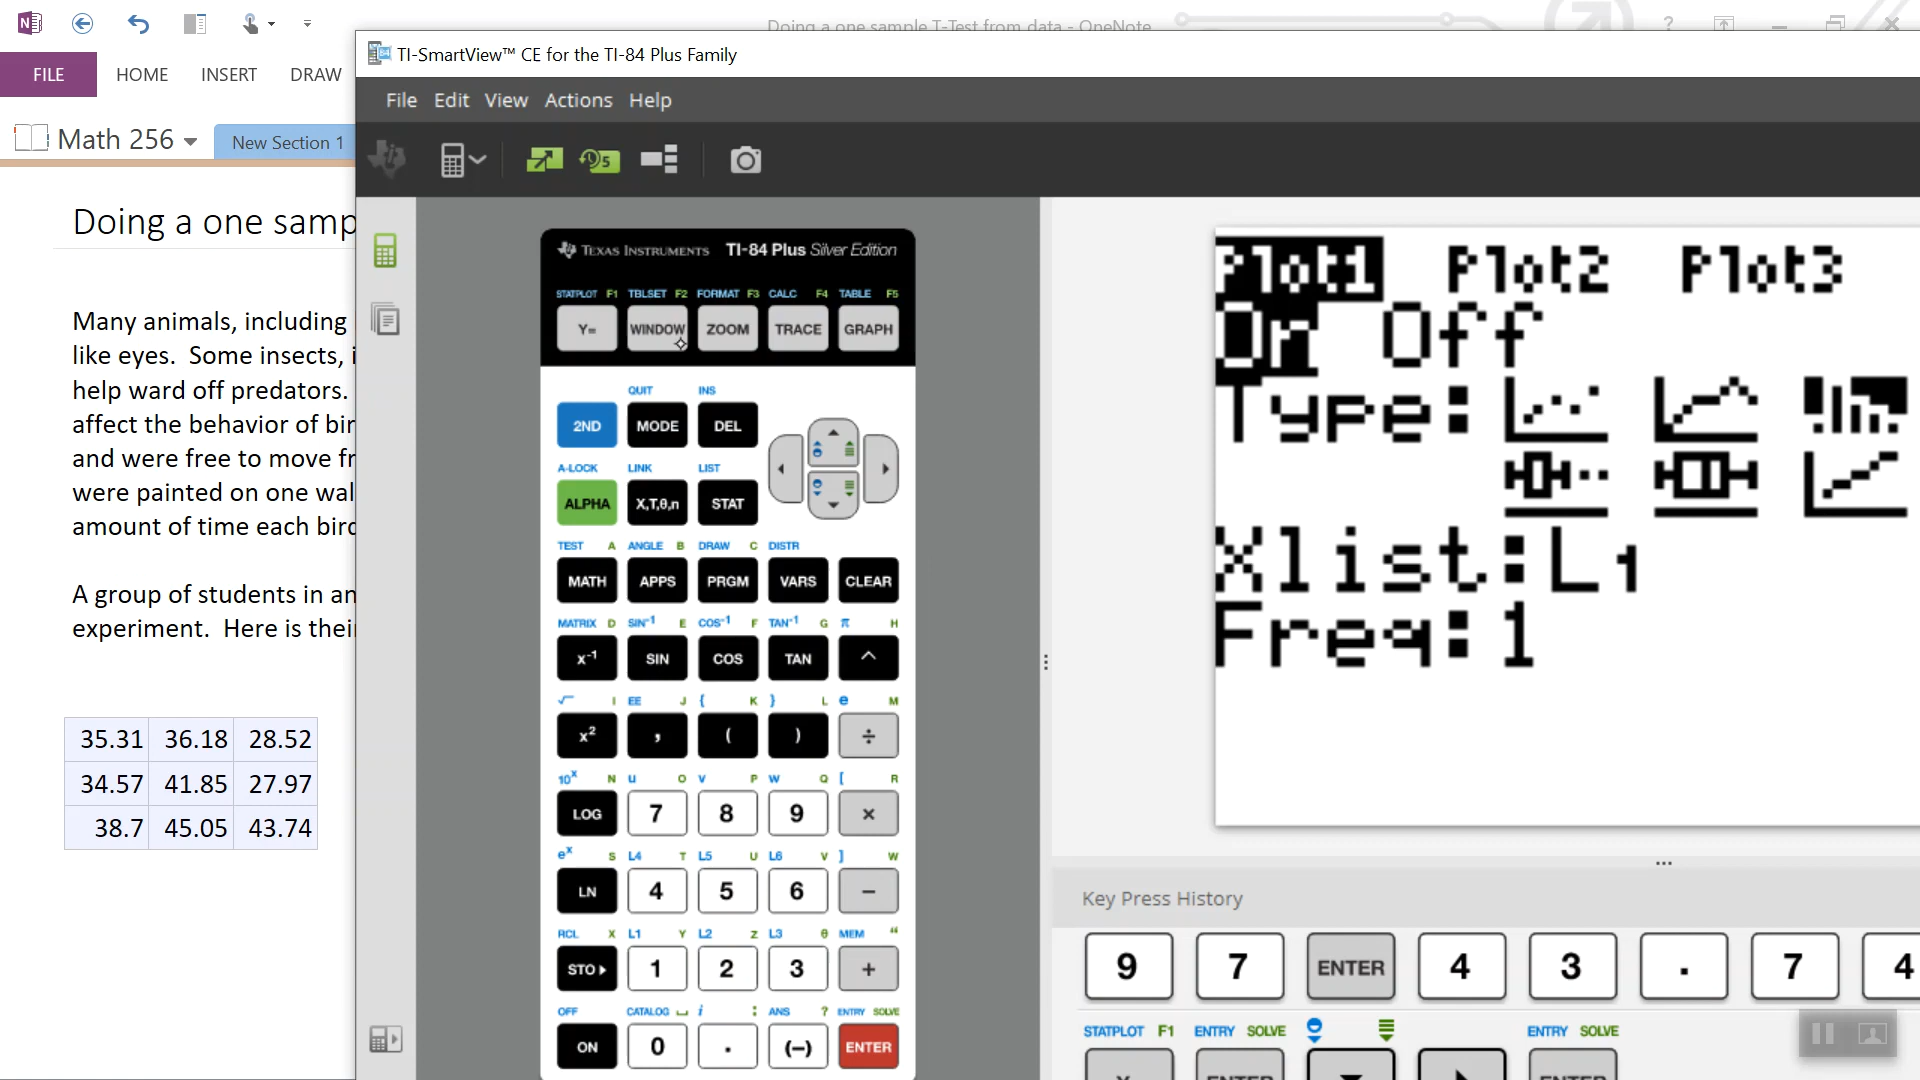 Doing a one sample T-Test from data - OneNote
TI-SmartView™ CE for the TI-84 Plus Family
FILE HOME INSERT DRAW
File Edit View Actions Help
Math 256 New Section 1
5
Doing a one samp
Many animals, including
like eyes. Some insects, i
help ward off predators.
affect the behavior of bir
and were free to move fr
were painted on one wal
amount of time each bird
A group of students in an
experiment. Here is their
35.31 36.18 28.52
34.57 41.85 27.97
38.7 45.05 43.74
TEXAS INSTRUMENTS TI-84 Plus Silver Edition
STATPLOT F1 TBLSET F2 FORMAT F3 CALC F4 TABLE F5
Y= WINDOW ZOOM TRACE GRAPH
QUIT INS
2ND MODE DEL
A-LOCK LINK LIST
ALPHA X,T,θ,n STAT
TEST A ANGLE B DRAW C DISTR
MATH APPS PRGM VARS CLEAR
MATRIX D SIN⁻¹ E COS⁻¹ F TAN⁻¹ G π H
x⁻¹ SIN COS TAN ^
√ I EE J { K } L e M
x² , ( ) ÷
10ˣ N u O v P w Q [ R
LOG 7 8 9 ×
eˣ S L4 T L5 U L6 V ] W
LN 4 5 6 −
RCL X L1 Y L2 Z L3 θ MEM "
STO▸ 1 2 3 +
OFF CATALOG ⎵ i : ANS ? ENTRY SOLVE
ON 0 . (−) ENTER
Plot1 Plot2 Plot3
On Off
Type:
Xlist:L₁
Freq:1
Key Press History
9 7 ENTER 4 3 . 7 4
STATPLOT F1 ENTRY SOLVE ENTRY SOLVE
ENTER ENTER